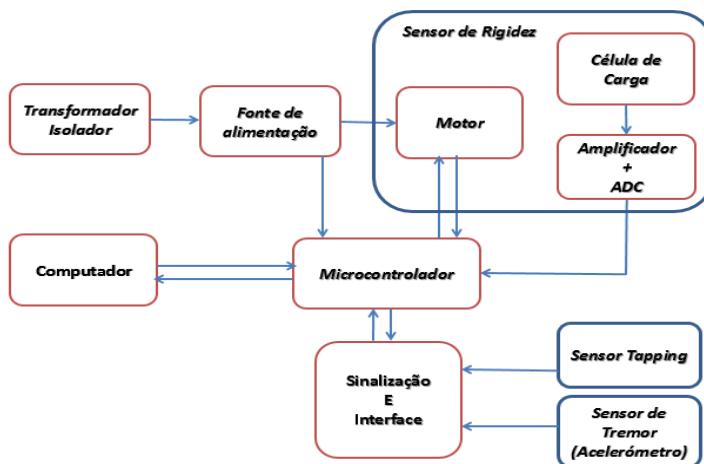 Sensor de Rigidez
Célula de
Carga
Transformador
Isolador
Fonte de
alimentação
Motor
Amplificador
+
ADC
Computador
Microcontrolador
Sinalização
E
Interface
Sensor Tapping
Sensor de
Tremor
(Acelerómetro)